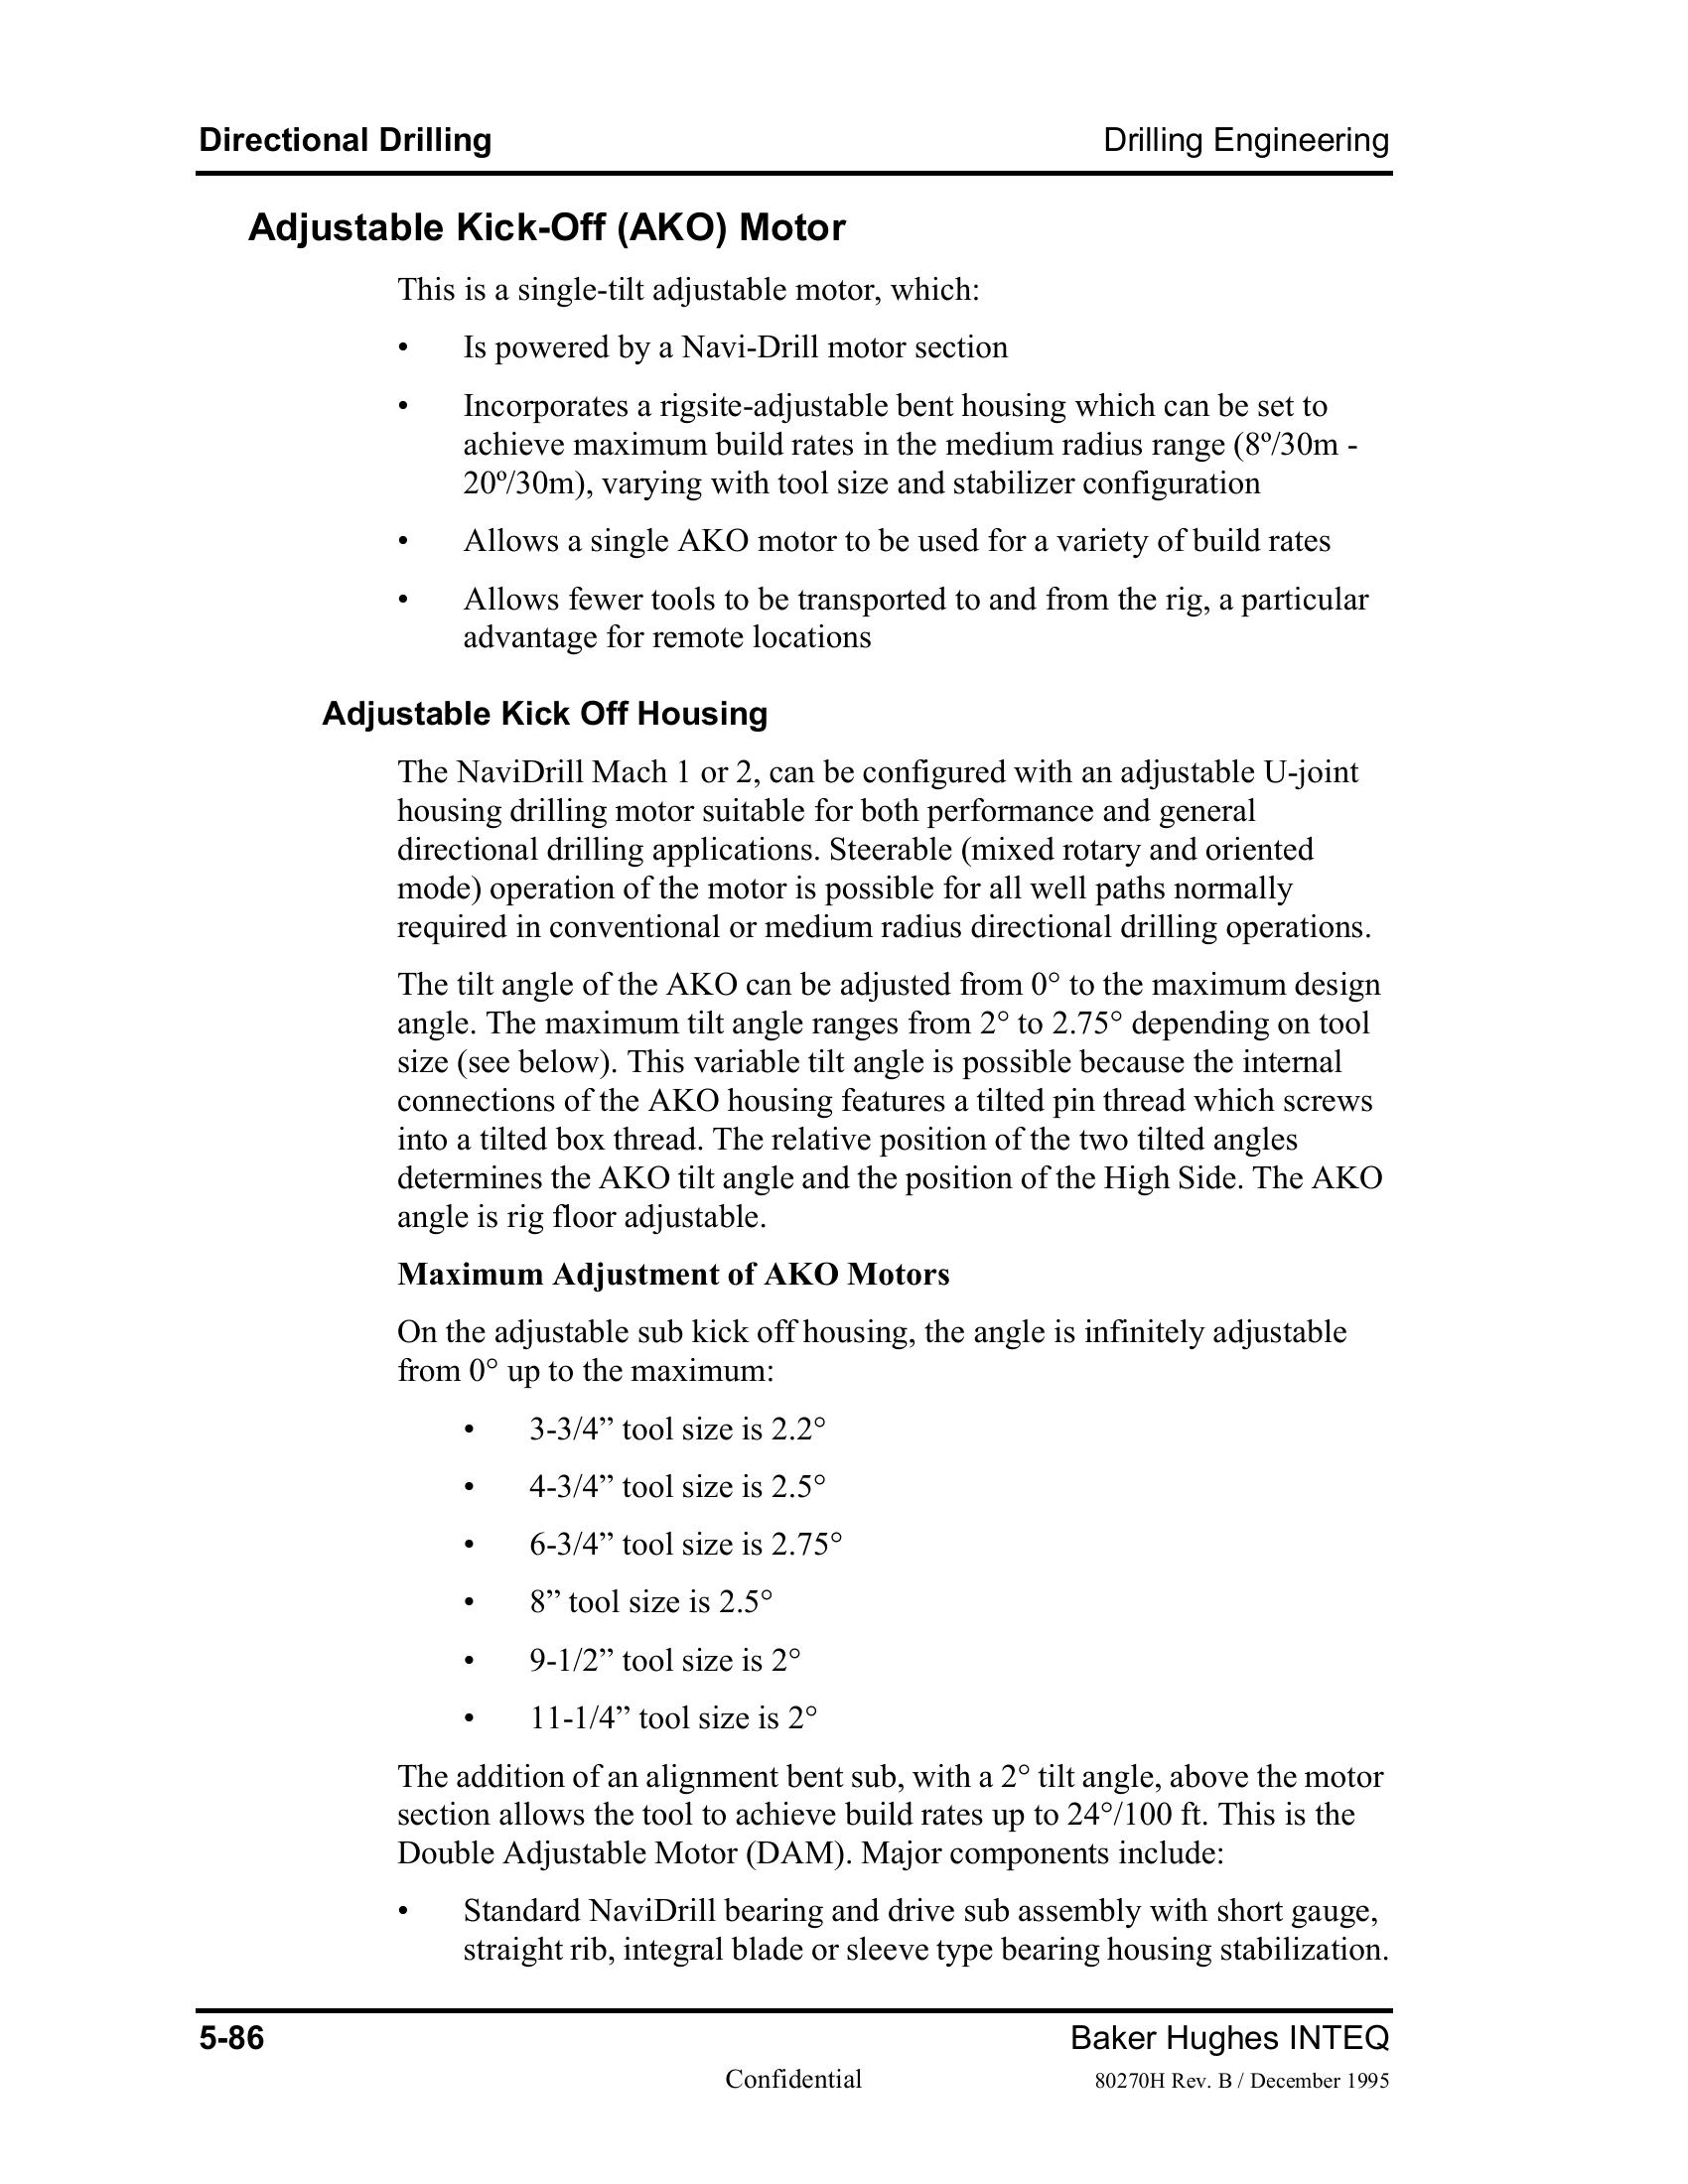 Directional Drilling Drilling Engineering
Adjustable Kick-Off (AKO) Motor
This is a single-tilt adjustable motor, which:
• Is powered by a Navi-Drill motor section
• Incorporates a rigsite-adjustable bent housing which can be set to
achieve maximum build rates in the medium radius range (8º/30m -
20º/30m), varying with tool size and stabilizer configuration
• Allows a single AKO motor to be used for a variety of build rates
• Allows fewer tools to be transported to and from the rig, a particular
advantage for remote locations
Adjustable Kick Off Housing
The NaviDrill Mach 1 or 2, can be configured with an adjustable U-joint
housing drilling motor suitable for both performance and general
directional drilling applications. Steerable (mixed rotary and oriented
mode) operation of the motor is possible for all well paths normally
required in conventional or medium radius directional drilling operations.
The tilt angle of the AKO can be adjusted from 0° to the maximum design
angle. The maximum tilt angle ranges from 2° to 2.75° depending on tool
size (see below). This variable tilt angle is possible because the internal
connections of the AKO housing features a tilted pin thread which screws
into a tilted box thread. The relative position of the two tilted angles
determines the AKO tilt angle and the position of the High Side. The AKO
angle is rig floor adjustable.
Maximum Adjustment of AKO Motors
On the adjustable sub kick off housing, the angle is infinitely adjustable
from 0° up to the maximum:
• 3-3/4” tool size is 2.2°
• 4-3/4” tool size is 2.5°
• 6-3/4” tool size is 2.75°
• 8” tool size is 2.5°
• 9-1/2” tool size is 2°
• 11-1/4” tool size is 2°
The addition of an alignment bent sub, with a 2° tilt angle, above the motor
section allows the tool to achieve build rates up to 24°/100 ft. This is the
Double Adjustable Motor (DAM). Major components include:
• Standard NaviDrill bearing and drive sub assembly with short gauge,
straight rib, integral blade or sleeve type bearing housing stabilization.
5-86 Baker Hughes INTEQ
Confidential 80270H Rev. B / December 1995